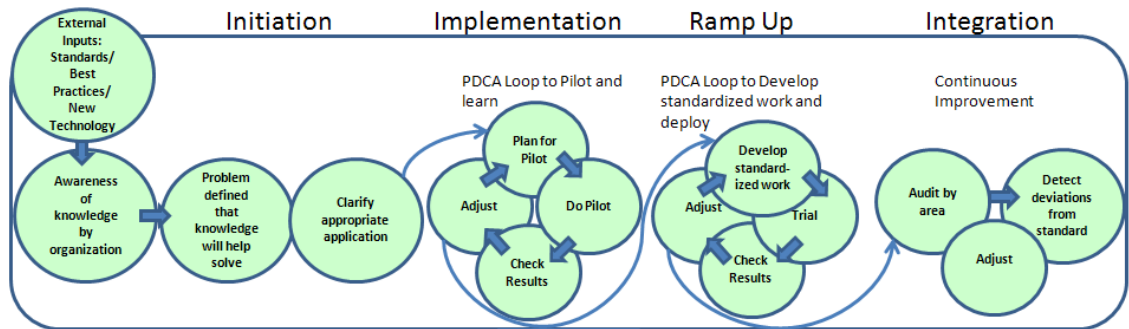 External
Inputs:
Standards/
Best
Practices/
New
Technology
Initiation
Implementation
Ramp Up
Integration
Awareness
of
knowledge
by
organization
Problem
defined
that
knowledge
will help
solve
Clarify
appropriate
application
PDCA Loop to Pilot and
learn
Plan for
Pilot
Do Pilot
Check
Results
Adjust
PDCA Loop to Develop
standardized work and
deploy
Develop
standard-
ized work
Trial
Check
Results
Adjust
Continuous
Improvement
Audit by
area
Detect
deviations
from
standard
Adjust